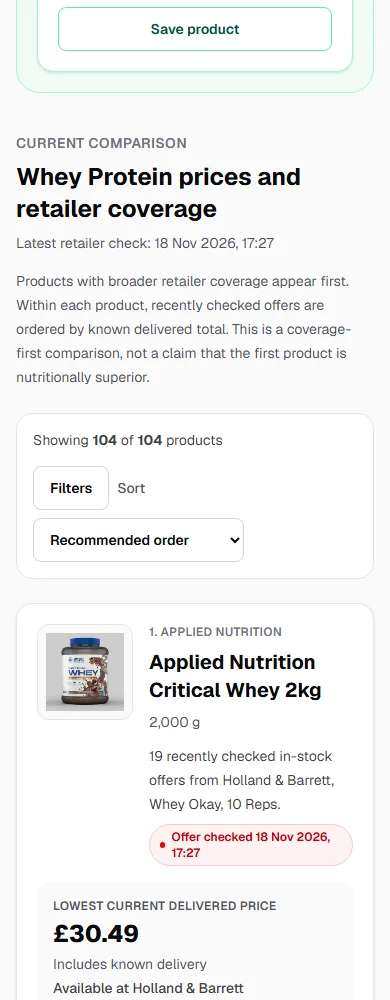 Save product
CURRENT COMPARISON
Whey Protein prices and
retailer coverage
Latest retailer check: 18 Nov 2026, 17:27
Products with broader retailer coverage appear first.
Within each product, recently checked offers are
ordered by known delivered total. This is a coverage-
first comparison, not a claim that the first product is
nutritionally superior.
Showing 104 of 104 products
Filters
Sort
Recommended order
WHEY
1. APPLIED NUTRITION
Applied Nutrition
Critical Whey 2kg
2,000 g
19 recently checked in-stock
offers from Holland & Barrett,
Whey Okay, 10 Reps.
Offer checked 18 Nov 2026,
17:27
LOWEST CURRENT DELIVERED PRICE
£30.49
Includes known delivery
Available at Holland & Barrett